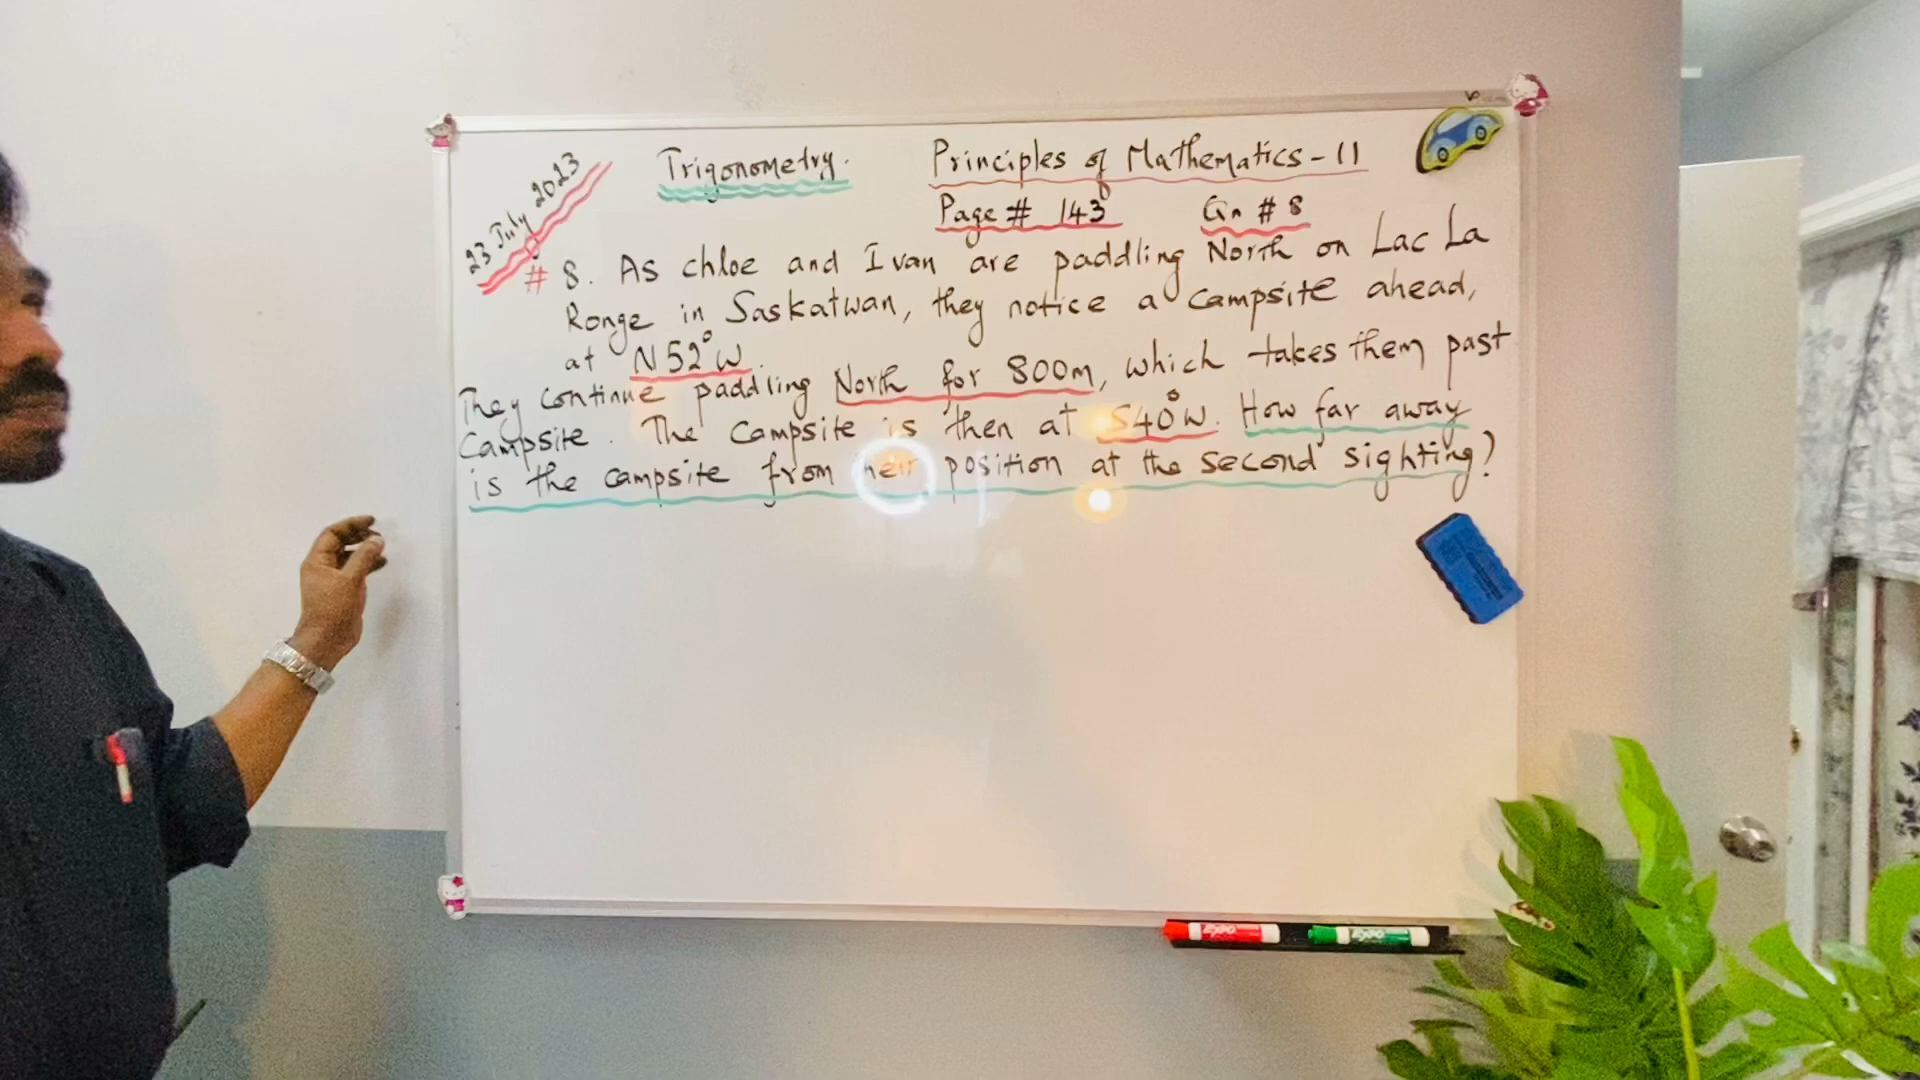 23 July 2023
Trigonometry.
Principles of Mathematics-11
Page # 143 Qn # 8
# 8. As chloe and Ivan are paddling North on Lac La
Ronge in Saskatwan, they notice a campsite ahead,
at N52°W.
They continue paddling North for 800m, which takes them past
Campsite. The campsite is then at S40°W. How far away
is the campsite from their position at the second sighting?
expo
expo